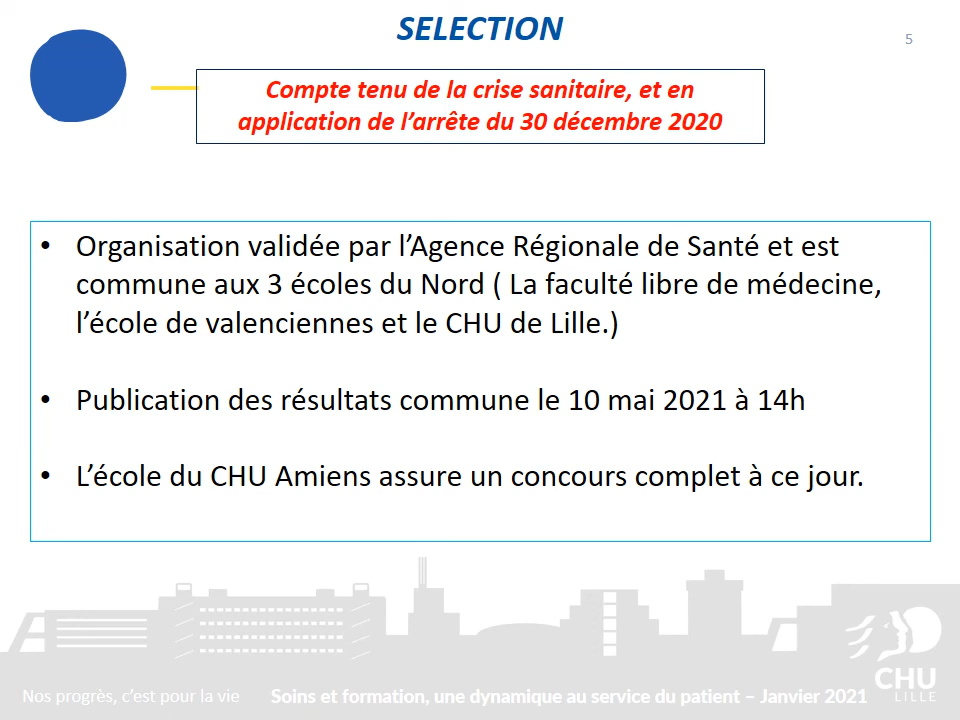 SELECTION
5
Compte tenu de la crise sanitaire, et en
application de l’arrête du 30 décembre 2020
• Organisation validée par l’Agence Régionale de Santé et est
commune aux 3 écoles du Nord ( La faculté libre de médecine,
l’école de valenciennes et le CHU de Lille.)
• Publication des résultats commune le 10 mai 2021 à 14h
• L’école du CHU Amiens assure un concours complet à ce jour.
Nos progrès, c’est pour la vie
Soins et formation, une dynamique au service du patient – Janvier 2021
CHU
LILLE